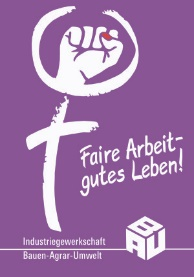 Faire Arbeit-
gutes Leben!
Industriegewerkschaft
Bauen-Agrar-Umwelt
BAU